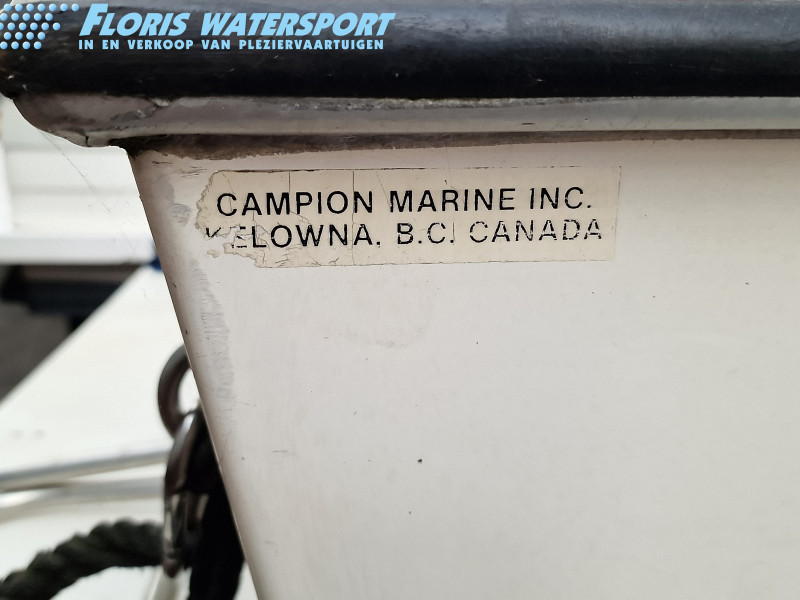 FLORIS WATERSPORT
IN EN VERKOOP VAN PLEZIERVAARTUIGEN
CAMPION MARINE INC.
KELOWNA, B.C. CANADA